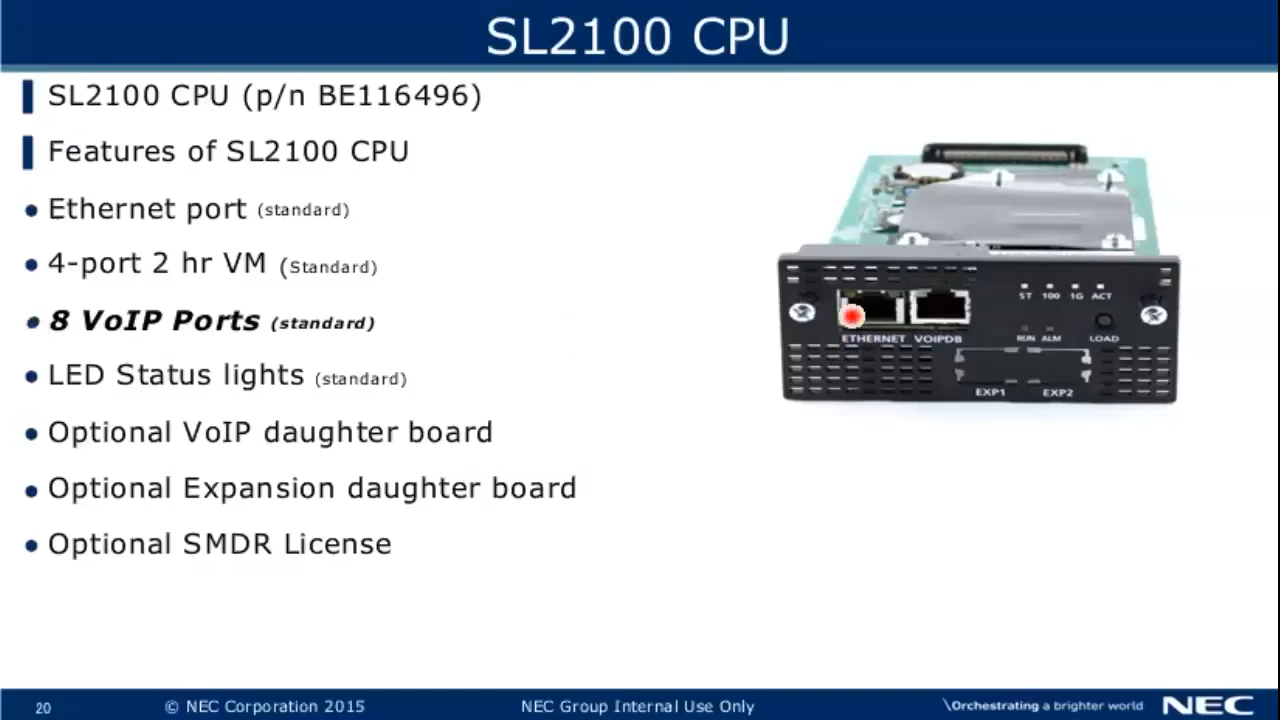 SL2100 CPU
SL2100 CPU (p/n BE116496)
Features of SL2100 CPU
• Ethernet port (standard)
• 4-port 2 hr VM (Standard)
• 8 VoIP Ports (standard)
• LED Status lights (standard)
• Optional VoIP daughter board
• Optional Expansion daughter board
• Optional SMDR License
ST 100 1G ACT
ETHERNET VOIPDB RUN ALM LOAD
EXP1 EXP2
20 © NEC Corporation 2015 NEC Group Internal Use Only \Orchestrating a brighter world NEC